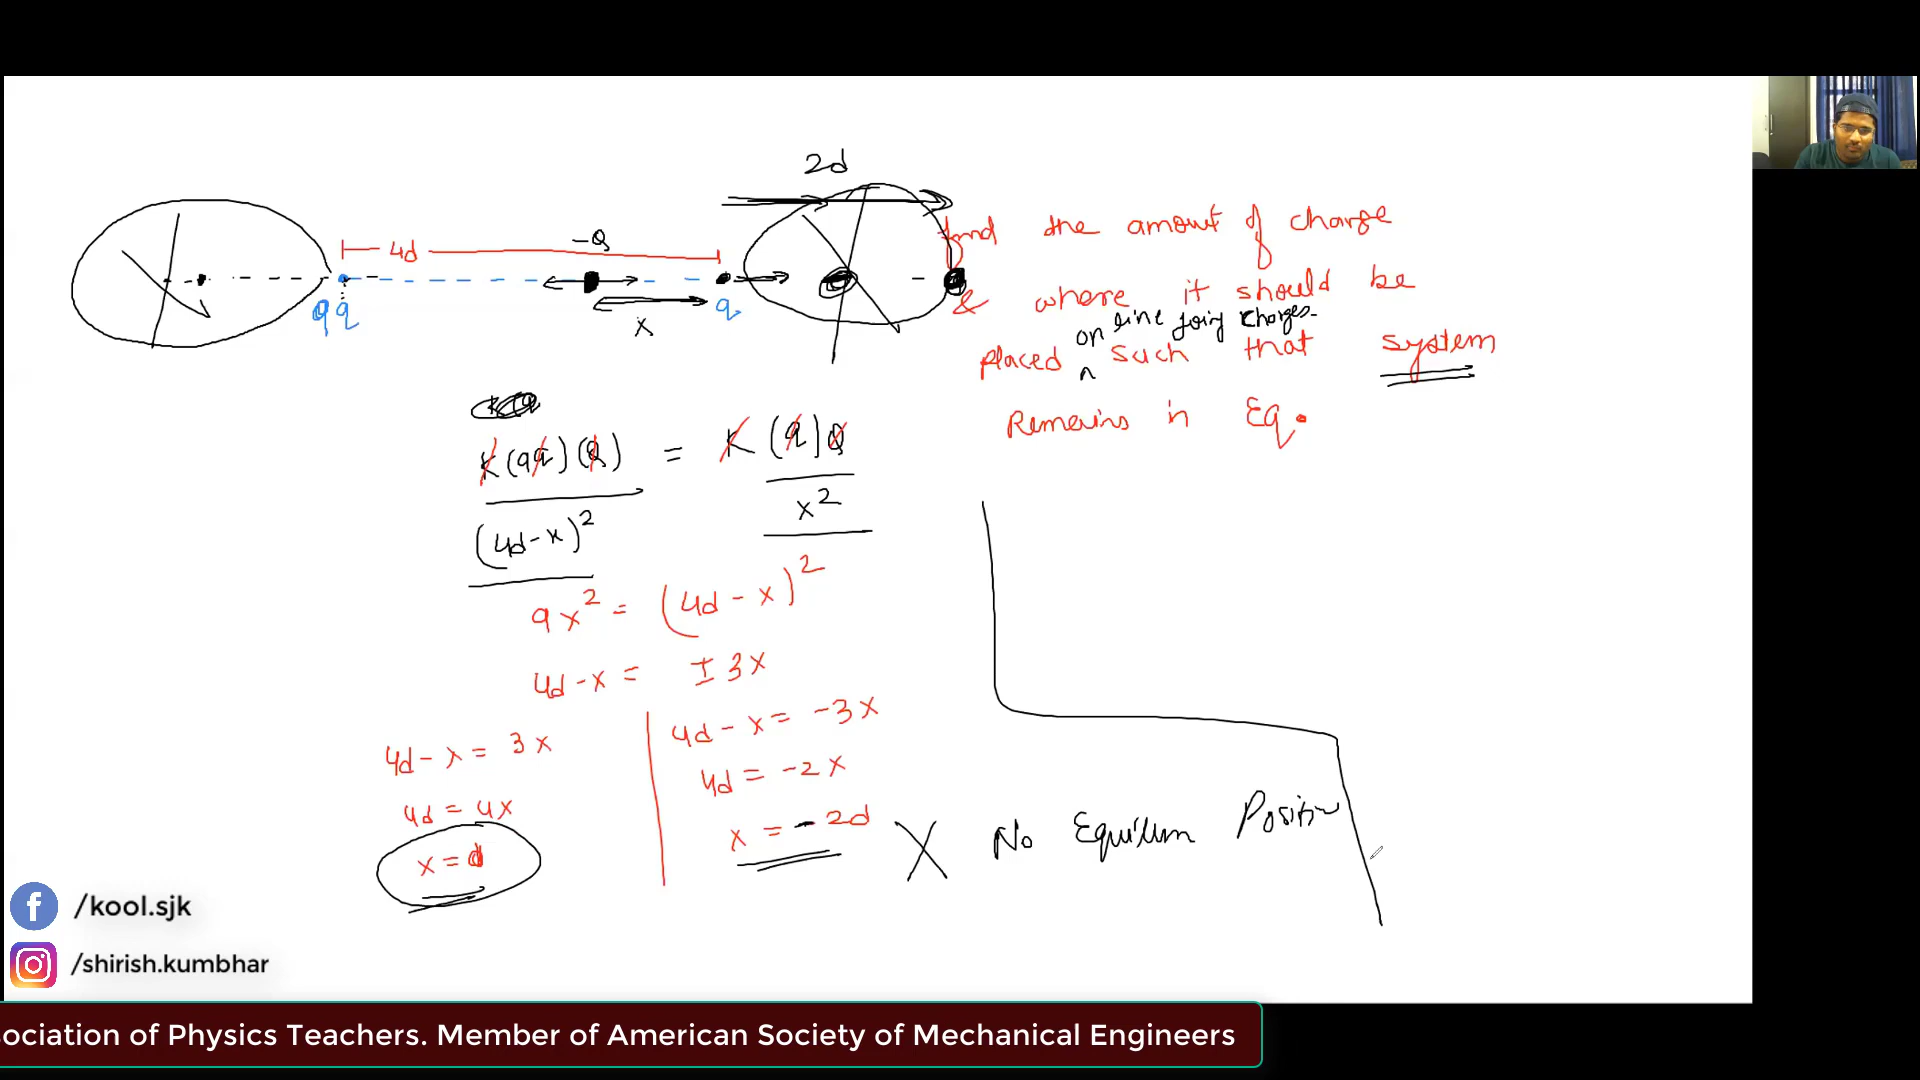 2d
4d
-Q
9q
q
x
find the amount of charge
& where it should be
on line joing charges.
placed ^ such that system
Remains in Eq.
K(9q)(Q) = K(q)Q
(4d-x)² x²
9x² = (4d-x)²
4d-x = ±3x
4d-x = 3x
4d = 4x
x = d
4d-x = -3x
4d = -2x
x = -2d
X No Equilibrium Position
/kool.sjk
/shirish.kumbhar
ociation of Physics Teachers. Member of American Society of Mechanical Engineers